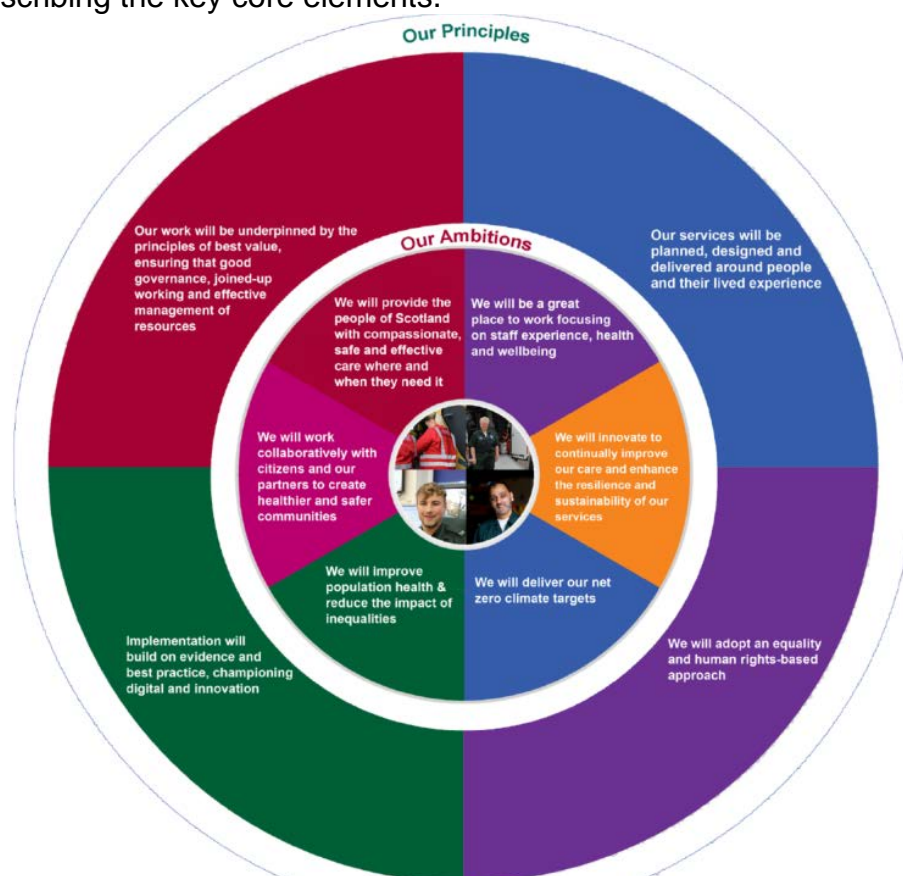 scribing the key core elements.
Our Principles
Our work will be underpinned by the
principles of best value,
ensuring that good
governance, joined-up
working and effective
management of
resources
Our services will be
planned, designed and
delivered around people
and their lived experience
Our Ambitions
We will provide the
people of Scotland
with compassionate,
safe and effective
care where and
when they need it
We will be a great
place to work focusing
on staff experience, health
and wellbeing
We will work
collaboratively with
citizens and our
partners to create
healthier and safer
communities
We will innovate to
continually improve
our care and enhance
the resilience and
sustainability of our
services
We will improve
population health &
reduce the impact of
inequalities
We will deliver our net
zero climate targets
Implementation will
build on evidence and
best practice, championing
digital and innovation
We will adopt an equality
and human rights-based
approach